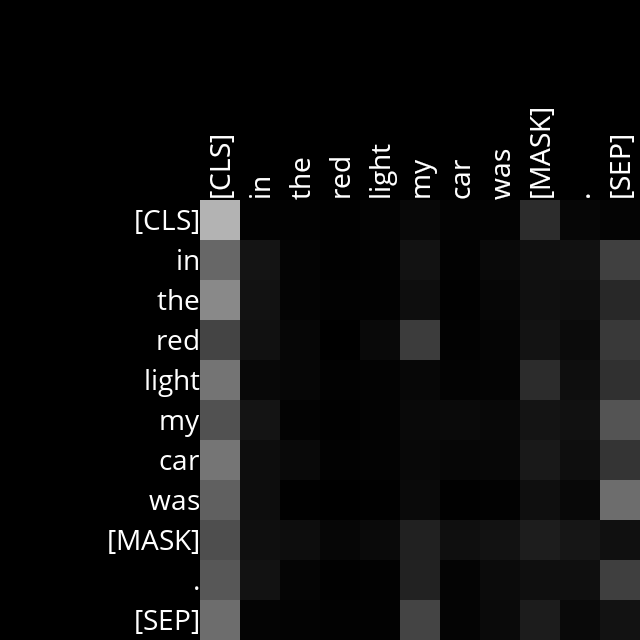 [CLS] in the red light my car was [MASK] . [SEP]
[CLS]
in
the
red
light
my
car
was
[MASK]
.
[SEP]